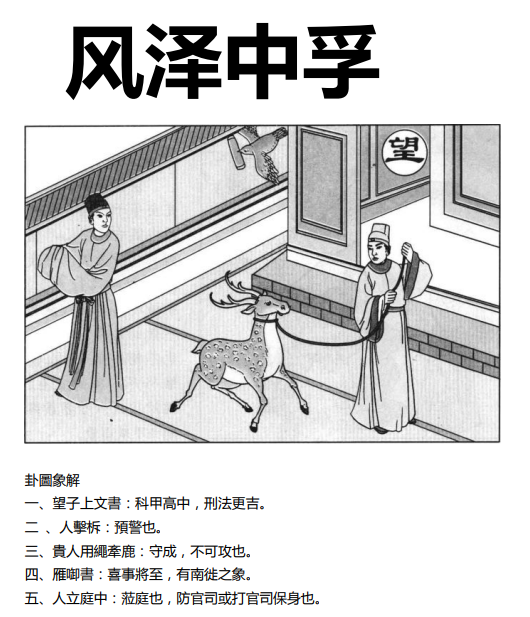 风泽中孚
望
卦圖象解
一、望子上文書：科甲高中，刑法更吉。
二 、人擊柝：預警也。
三、貴人用繩牽鹿：守成，不可攻也。
四、雁啣書：喜事將至，有南徙之象。
五、人立庭中：蒞庭也，防官司或打官司保身也。